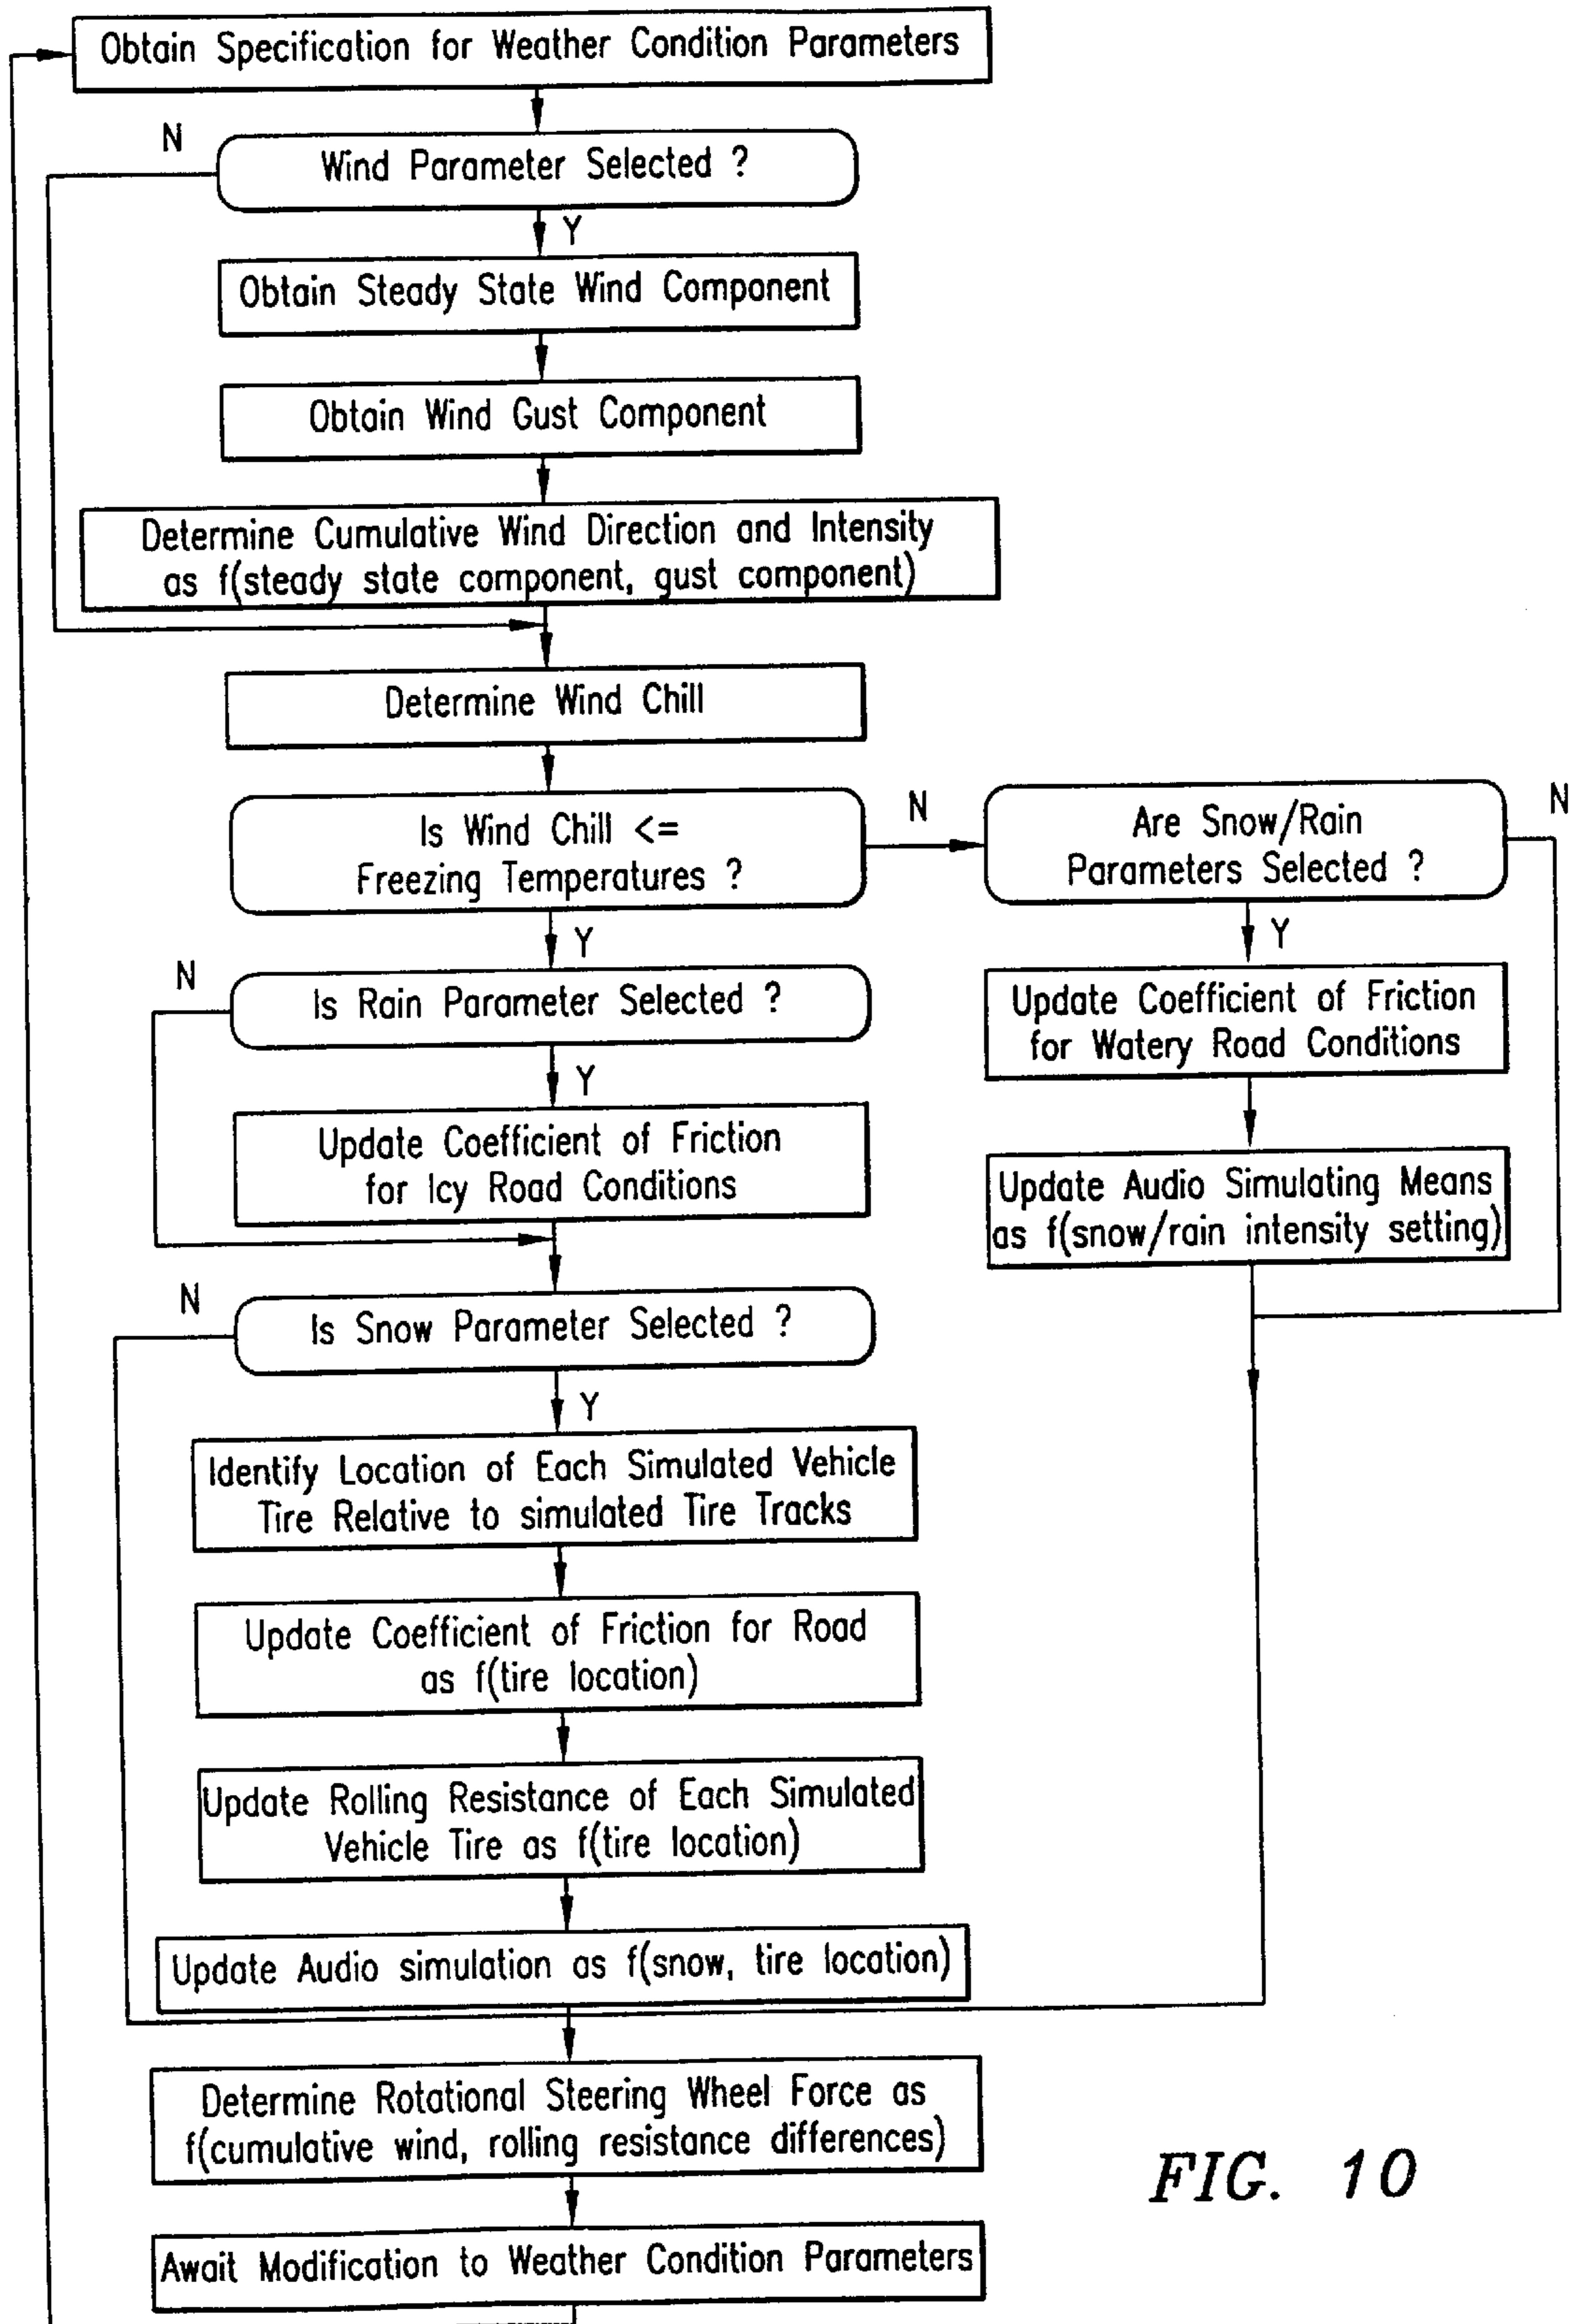 Obtain Specification for Weather Condition Parameters
N
Wind Parameter Selected ?
Y
Obtain Steady State Wind Component
Obtain Wind Gust Component
Determine Cumulative Wind Direction and Intensity
as f(steady state component, gust component)
Determine Wind Chill
Is Wind Chill <=
Freezing Temperatures ?
N
Are Snow/Rain
Parameters Selected ?
N
Y
Y
N
Is Rain Parameter Selected ?
Update Coefficient of Friction
for Watery Road Conditions
Y
Update Coefficient of Friction
for Icy Road Conditions
Update Audio Simulating Means
as f(snow/rain intensity setting)
N
Is Snow Parameter Selected ?
Y
Identify Location of Each Simulated Vehicle
Tire Relative to simulated Tire Tracks
Update Coefficient of Friction for Road
as f(tire location)
Update Rolling Resistance of Each Simulated
Vehicle Tire as f(tire location)
Update Audio simulation as f(snow, tire location)
Determine Rotational Steering Wheel Force as
f(cumulative wind, rolling resistance differences)
Await Modification to Weather Condition Parameters
FIG. 10